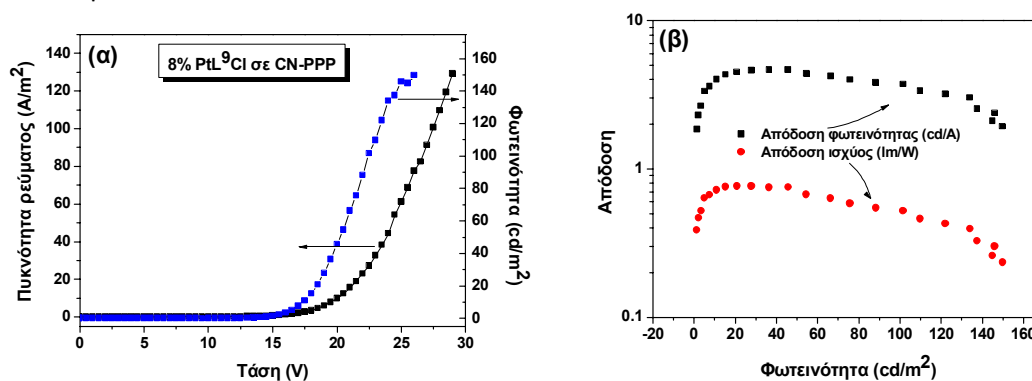 (α)
8% PtL⁹Cl σε CN-PPP
Πυκνότητα ρεύματος (A/m²)
140
120
100
80
60
40
20
0
0 5 10 15 20 25 30
Τάση (V)
160
140
120
100
80
60
40
20
0
Φωτεινότητα (cd/m²)
(β)
Απόδοση
10
1
0.1
Απόδοση φωτεινότητας (cd/A)
Απόδοση ισχύος (lm/W)
-20 0 20 40 60 80 100 120 140 160
Φωτεινότητα (cd/m²)